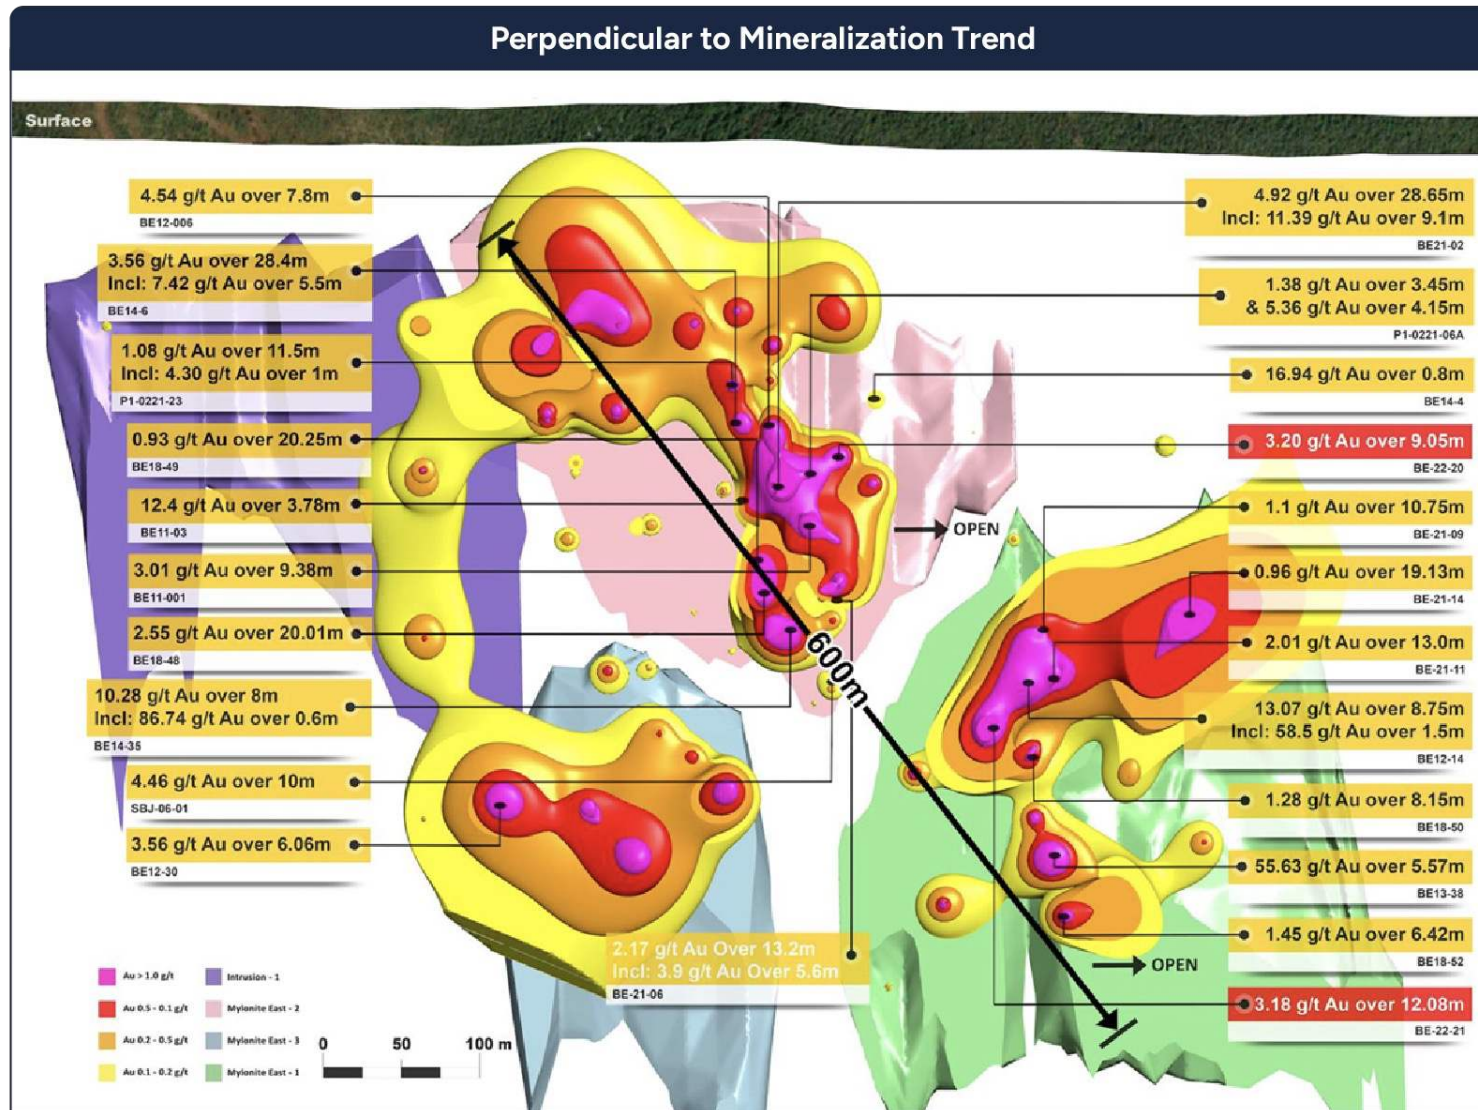 Perpendicular to Mineralization Trend
Surface
4.54 g/t Au over 7.8m
BE12-006
3.56 g/t Au over 28.4m
Incl: 7.42 g/t Au over 5.5m
BE14-6
1.08 g/t Au over 11.5m
Incl: 4.30 g/t Au over 1m
P1-0221-23
0.93 g/t Au over 20.25m
BE18-49
12.4 g/t Au over 3.78m
BE11-03
3.01 g/t Au over 9.38m
BE11-001
2.55 g/t Au over 20.01m
BE18-48
10.28 g/t Au over 8m
Incl: 86.74 g/t Au over 0.6m
BE14-35
4.46 g/t Au over 10m
SBJ-06-01
3.56 g/t Au over 6.06m
BE12-30
4.92 g/t Au over 28.65m
Incl: 11.39 g/t Au over 9.1m
BE21-02
1.38 g/t Au over 3.45m
& 5.36 g/t Au over 4.15m
P1-0221-06A
16.94 g/t Au over 0.8m
BE14-4
3.20 g/t Au over 9.05m
BE-22-20
1.1 g/t Au over 10.75m
BE-21-09
0.96 g/t Au over 19.13m
BE-21-14
2.01 g/t Au over 13.0m
BE-21-11
13.07 g/t Au over 8.75m
Incl: 58.5 g/t Au over 1.5m
BE12-14
1.28 g/t Au over 8.15m
BE18-50
55.63 g/t Au over 5.57m
BE13-38
1.45 g/t Au over 6.42m
BE18-52
3.18 g/t Au over 12.08m
BE-22-21
OPEN
600m
OPEN
2.17 g/t Au Over 13.2m
Incl: 3.9 g/t Au Over 5.6m
BE-21-06
Au > 1.0 g/t
Au 0.5 - 0.1 g/t
Au 0.2 - 0.5 g/t
Au 0.1 - 0.2 g/t
Intrusion - 1
Mylonite East - 2
Mylonite East - 3
Mylonite East - 1
0 50 100 m